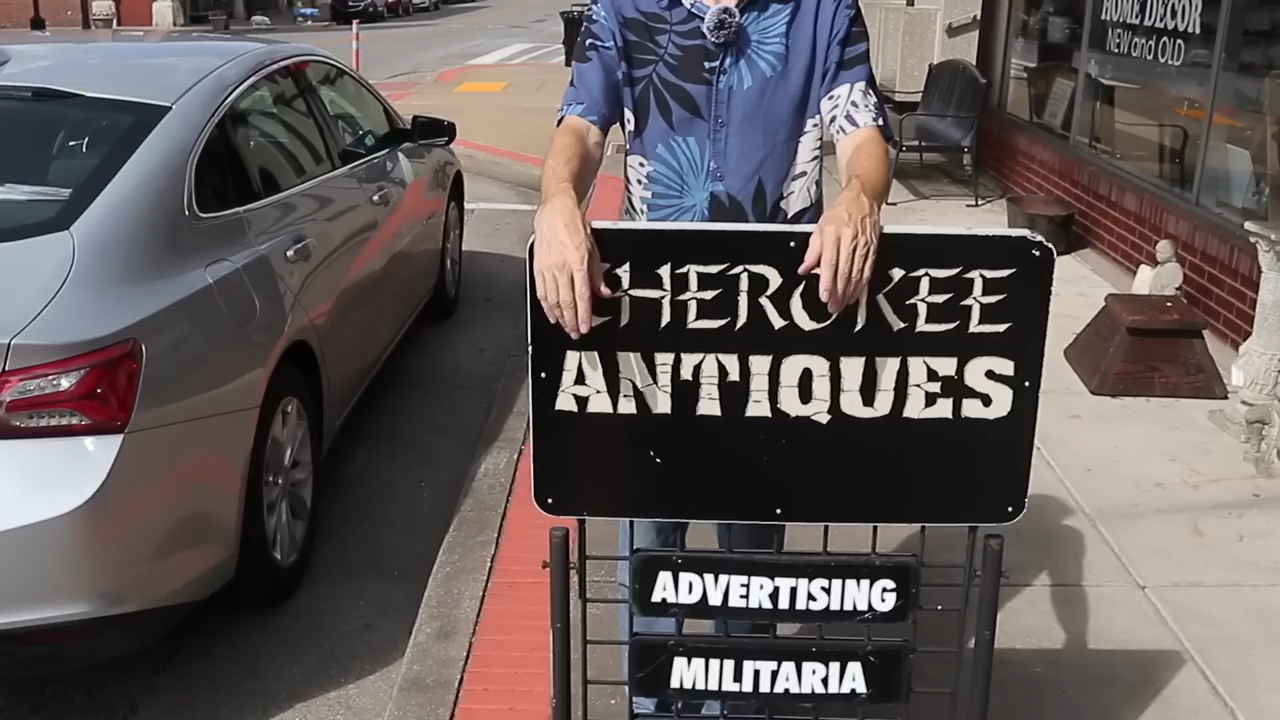 HOME DECOR
NEW and OLD
CHEROKEE
ANTIQUES
ADVERTISING
MILITARIA